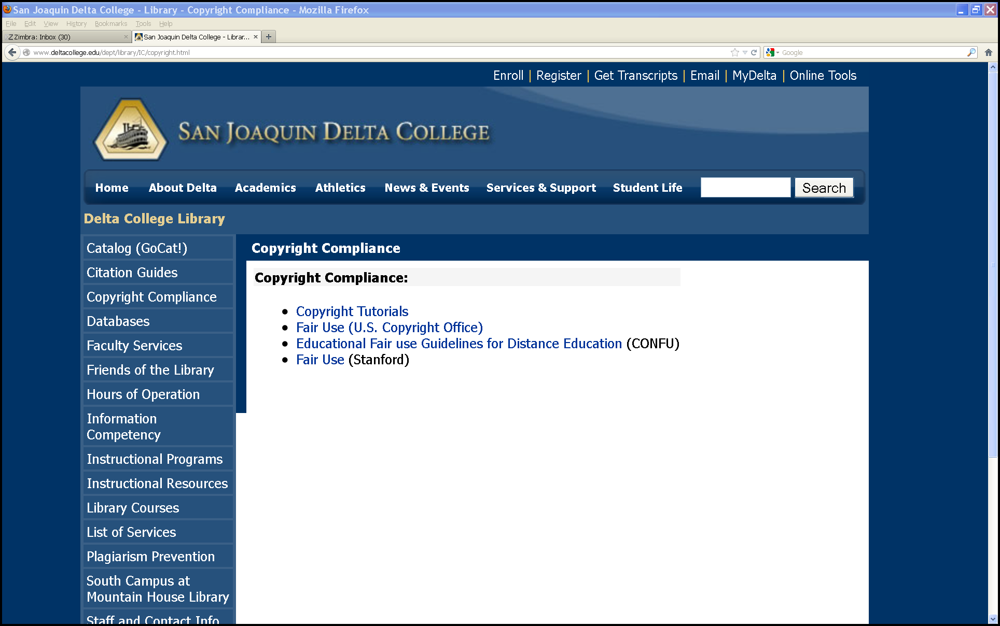 San Joaquin Delta College - Library - Copyright Compliance - Mozilla Firefox
File Edit View History Bookmarks Tools Help
Zimbra: Inbox (30)
San Joaquin Delta College - Librar...
www.deltacollege.edu/dept/library/IC/copyright.html
Google
Enroll | Register | Get Transcripts | Email | MyDelta | Online Tools
SAN JOAQUIN DELTA COLLEGE
Home About Delta Academics Athletics News & Events Services & Support Student Life Search
Delta College Library
Catalog (GoCat!)
Citation Guides
Copyright Compliance
Databases
Faculty Services
Friends of the Library
Hours of Operation
Information
Competency
Instructional Programs
Instructional Resources
Library Courses
List of Services
Plagiarism Prevention
South Campus at
Mountain House Library
Staff and Contact Info
Copyright Compliance
Copyright Compliance:
• Copyright Tutorials
• Fair Use (U.S. Copyright Office)
• Educational Fair use Guidelines for Distance Education (CONFU)
• Fair Use (Stanford)